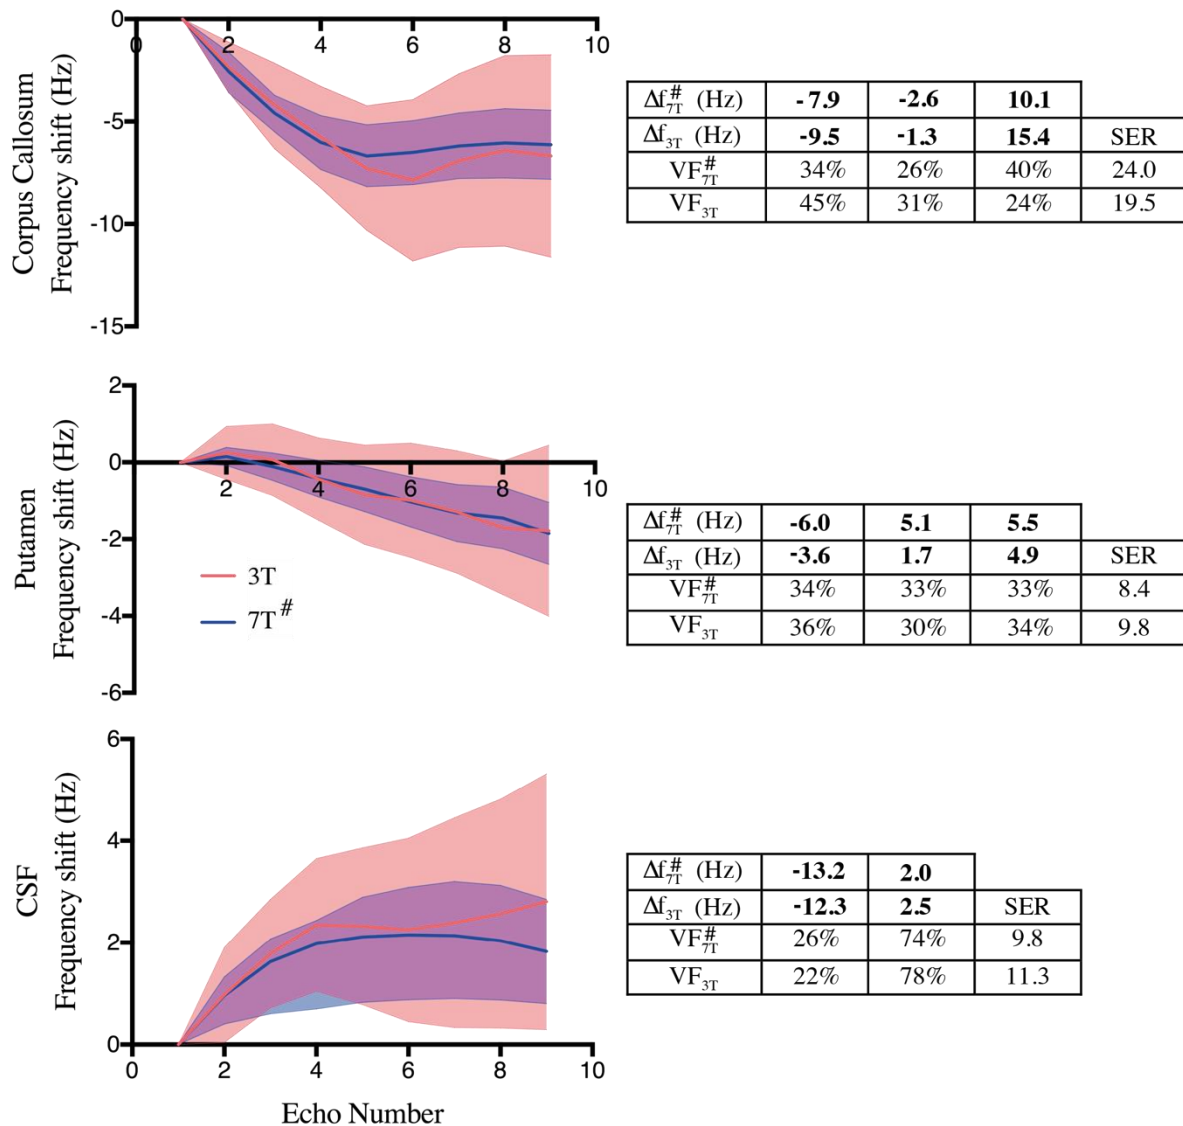 Corpus Callosum
Frequency shift (Hz)
0
-5
-10
-15
0 2 4 6 8 10
Δf#7T (Hz) -7.9 -2.6 10.1
Δf3T (Hz) -9.5 -1.3 15.4 SER
VF#7T 34% 26% 40% 24.0
VF3T 45% 31% 24% 19.5
Putamen
Frequency shift (Hz)
2
0
-2
-4
-6
2 4 6 8 10
3T
7T#
Δf#7T (Hz) -6.0 5.1 5.5
Δf3T (Hz) -3.6 1.7 4.9 SER
VF#7T 34% 33% 33% 8.4
VF3T 36% 30% 34% 9.8
CSF
Frequency shift (Hz)
6
4
2
0
0 2 4 6 8 10
Echo Number
Δf#7T (Hz) -13.2 2.0
Δf3T (Hz) -12.3 2.5 SER
VF#7T 26% 74% 9.8
VF3T 22% 78% 11.3